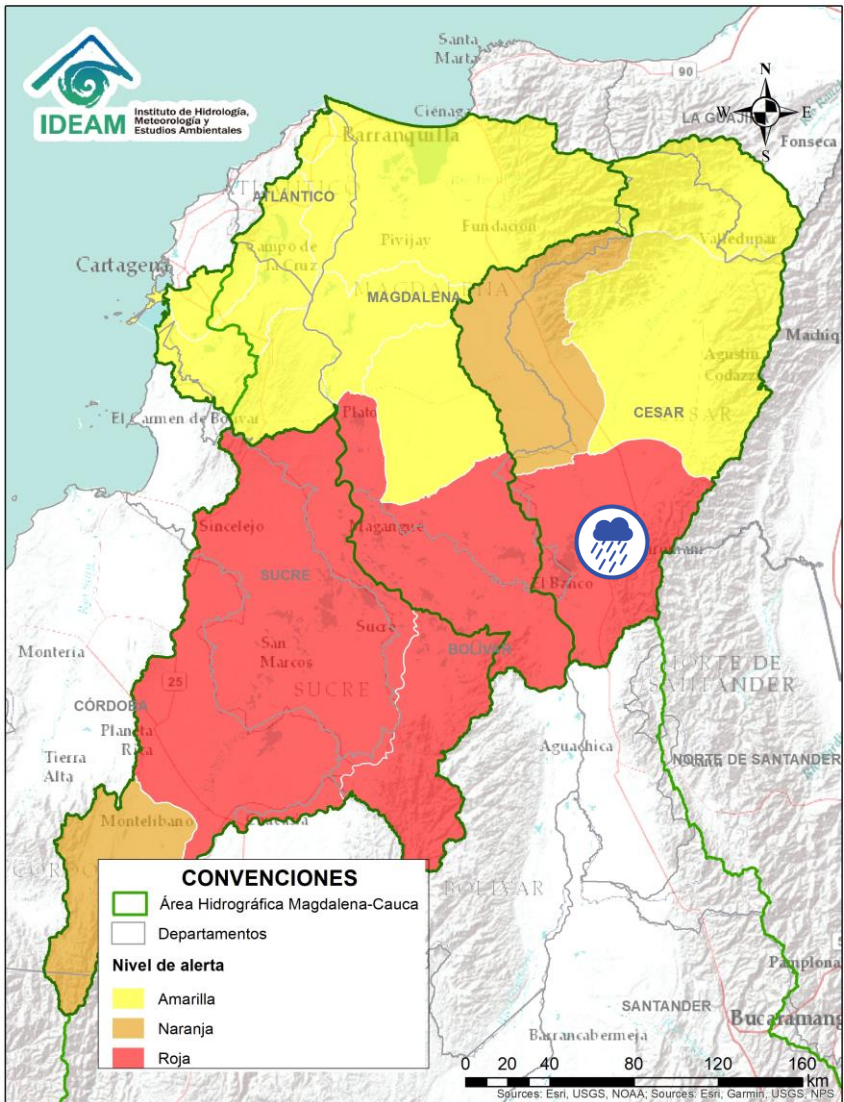 IDEAM
Instituto de Hidrología,
Meteorología y
Estudios Ambientales
Santa
Marta
90
N
W
E
S
Ciénaga
LA GUAJIRA
Fonseca
Barranquilla
ATLÁNTICO
Fundación
Pivijay
Valledupar
Campo de
la Cruz
Cartagena
MAGDALENA
MAGDALENA
Agustín
Codazzi
El Carmen de Bolívar
Plato
CESAR
CESAR
Sincelejo
Magangué
SUCRE
El Banco
Sucre
San
Marcos
BOLÍVAR
Montería
25
SUCRE
NORTE DE
SANTANDER
CÓRDOBA
Planeta
Rica
Aguachica
Tierra
Alta
NORTE DE SANTANDER
Montelíbano
BOLÍVAR
CONVENCIONES
Área Hidrográfica Magdalena-Cauca
Departamentos
Nivel de alerta
Amarilla
Naranja
Roja
Pamplona
SANTANDER
Bucaramang
Barrancabermeja
0 20 40 80 120 160
km
Sources: Esri, USGS, NOAA; Sources: Esri, Garmin, USGS, NPS